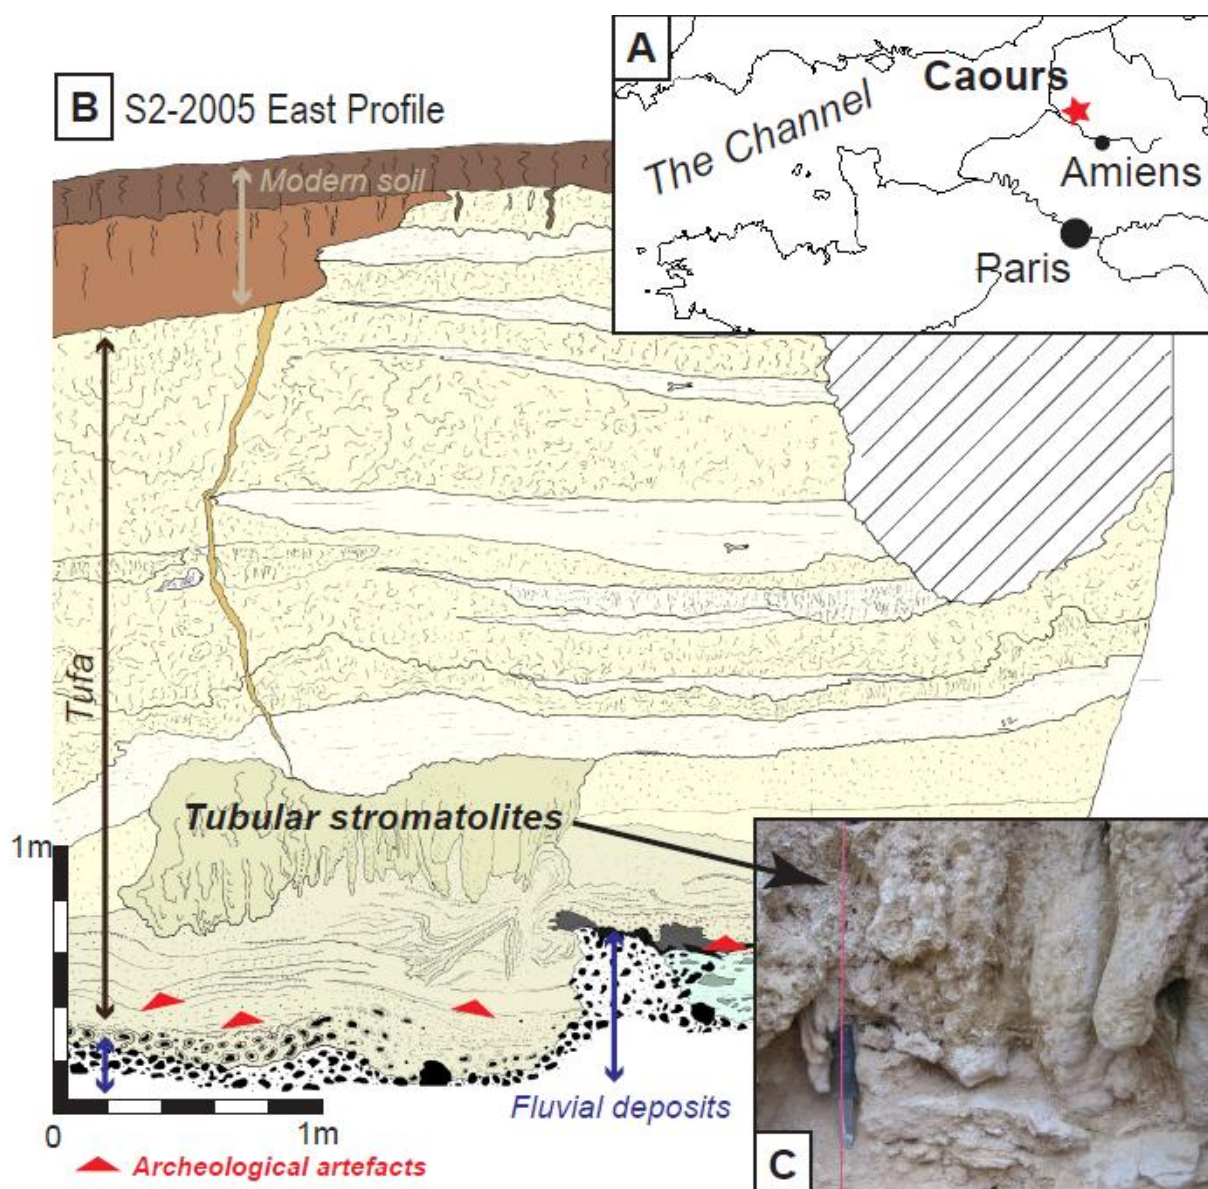 A
Caours
The Channel
Amiens
Paris
B S2-2005 East Profile
Modern soil
Tufa
Tubular stromatolites
1m
Fluvial deposits
0 1m
Archeological artefacts
C